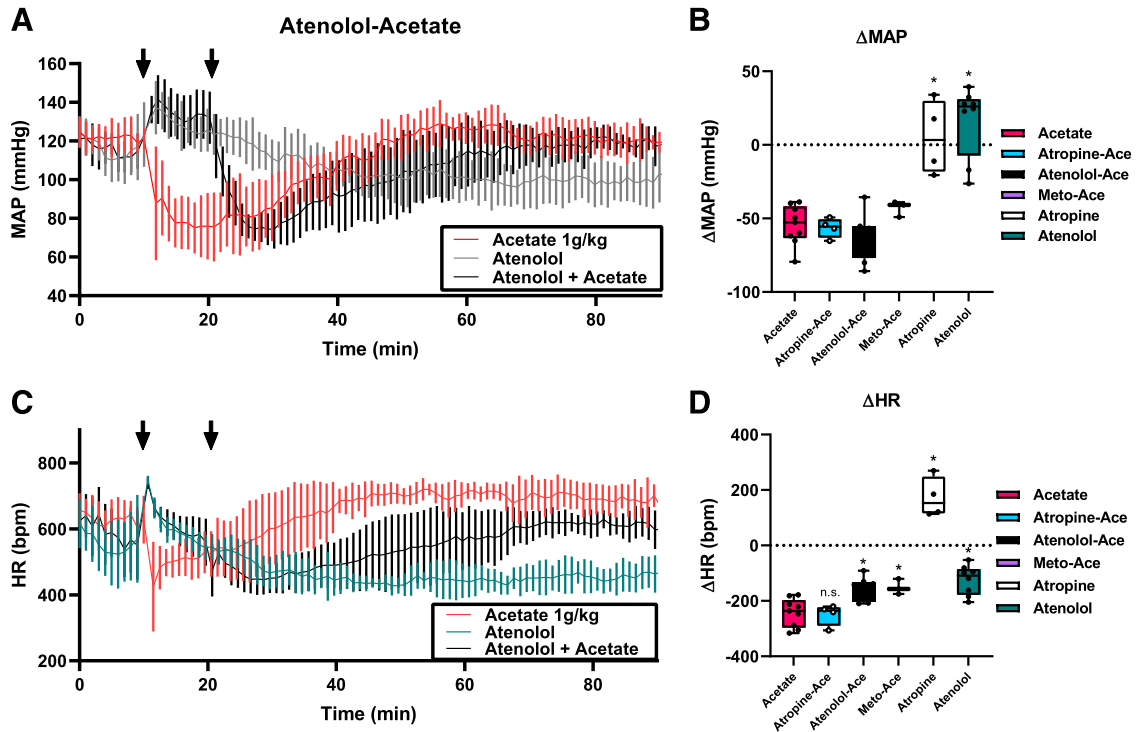 A
Atenolol-Acetate
160
140
120
100
80
60
40
MAP (mmHg)
0
20
40
60
80
Time (min)
Acetate 1g/kg
Atenolol
Atenolol + Acetate
B
ΔMAP
50
0
-50
-100
ΔMAP (mmHg)
*
*
Acetate
Atropine-Ace
Atenolol-Ace
Meto-Ace
Atropine
Atenolol
Acetate
Atropine-Ace
Atenolol-Ace
Meto-Ace
Atropine
Atenolol
C
800
600
400
200
HR (bpm)
0
20
40
60
80
Time (min)
Acetate 1g/kg
Atenolol
Atenolol + Acetate
D
ΔHR
400
200
0
-200
-400
ΔHR (bpm)
n.s.
*
*
*
*
Acetate
Atropine-Ace
Atenolol-Ace
Meto-Ace
Atropine
Atenolol
Acetate
Atropine-Ace
Atenolol-Ace
Meto-Ace
Atropine
Atenolol